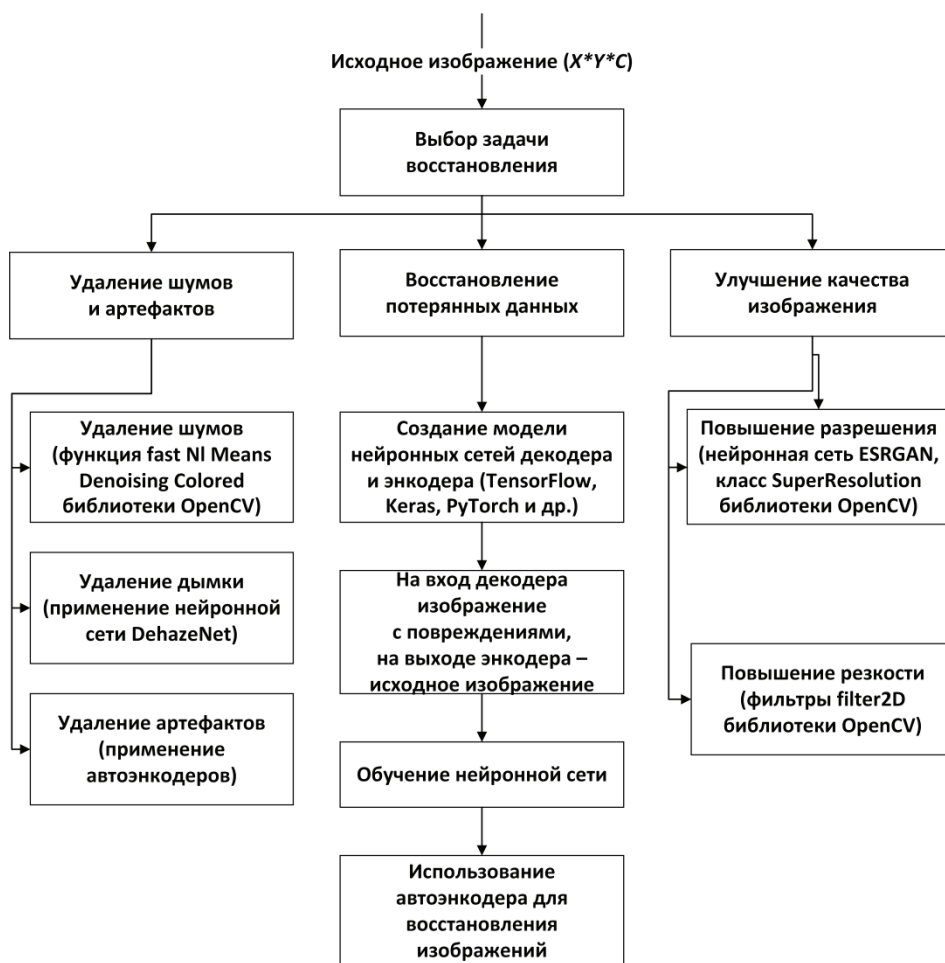 Исходное изображение (X*Y*C)
Выбор задачи
восстановления
Удаление шумов
и артефактов
Восстановление
потерянных данных
Улучшение качества
изображения
Удаление шумов
(функция fast Nl Means
Denoising Colored
библиотеки OpenCV)
Удаление дымки
(применение нейронной
сети DehazeNet)
Удаление артефактов
(применение
автоэнкодеров)
Создание модели
нейронных сетей декодера
и энкодера (TensorFlow,
Keras, PyTorch и др.)
На вход декодера
изображение
с повреждениями,
на выходе энкодера –
исходное изображение
Обучение нейронной сети
Использование
автоэнкодера для
восстановления
изображений
Повышение разрешения
(нейронная сеть ESRGAN,
класс SuperResolution
библиотеки OpenCV)
Повышение резкости
(фильтры filter2D
библиотеки OpenCV)